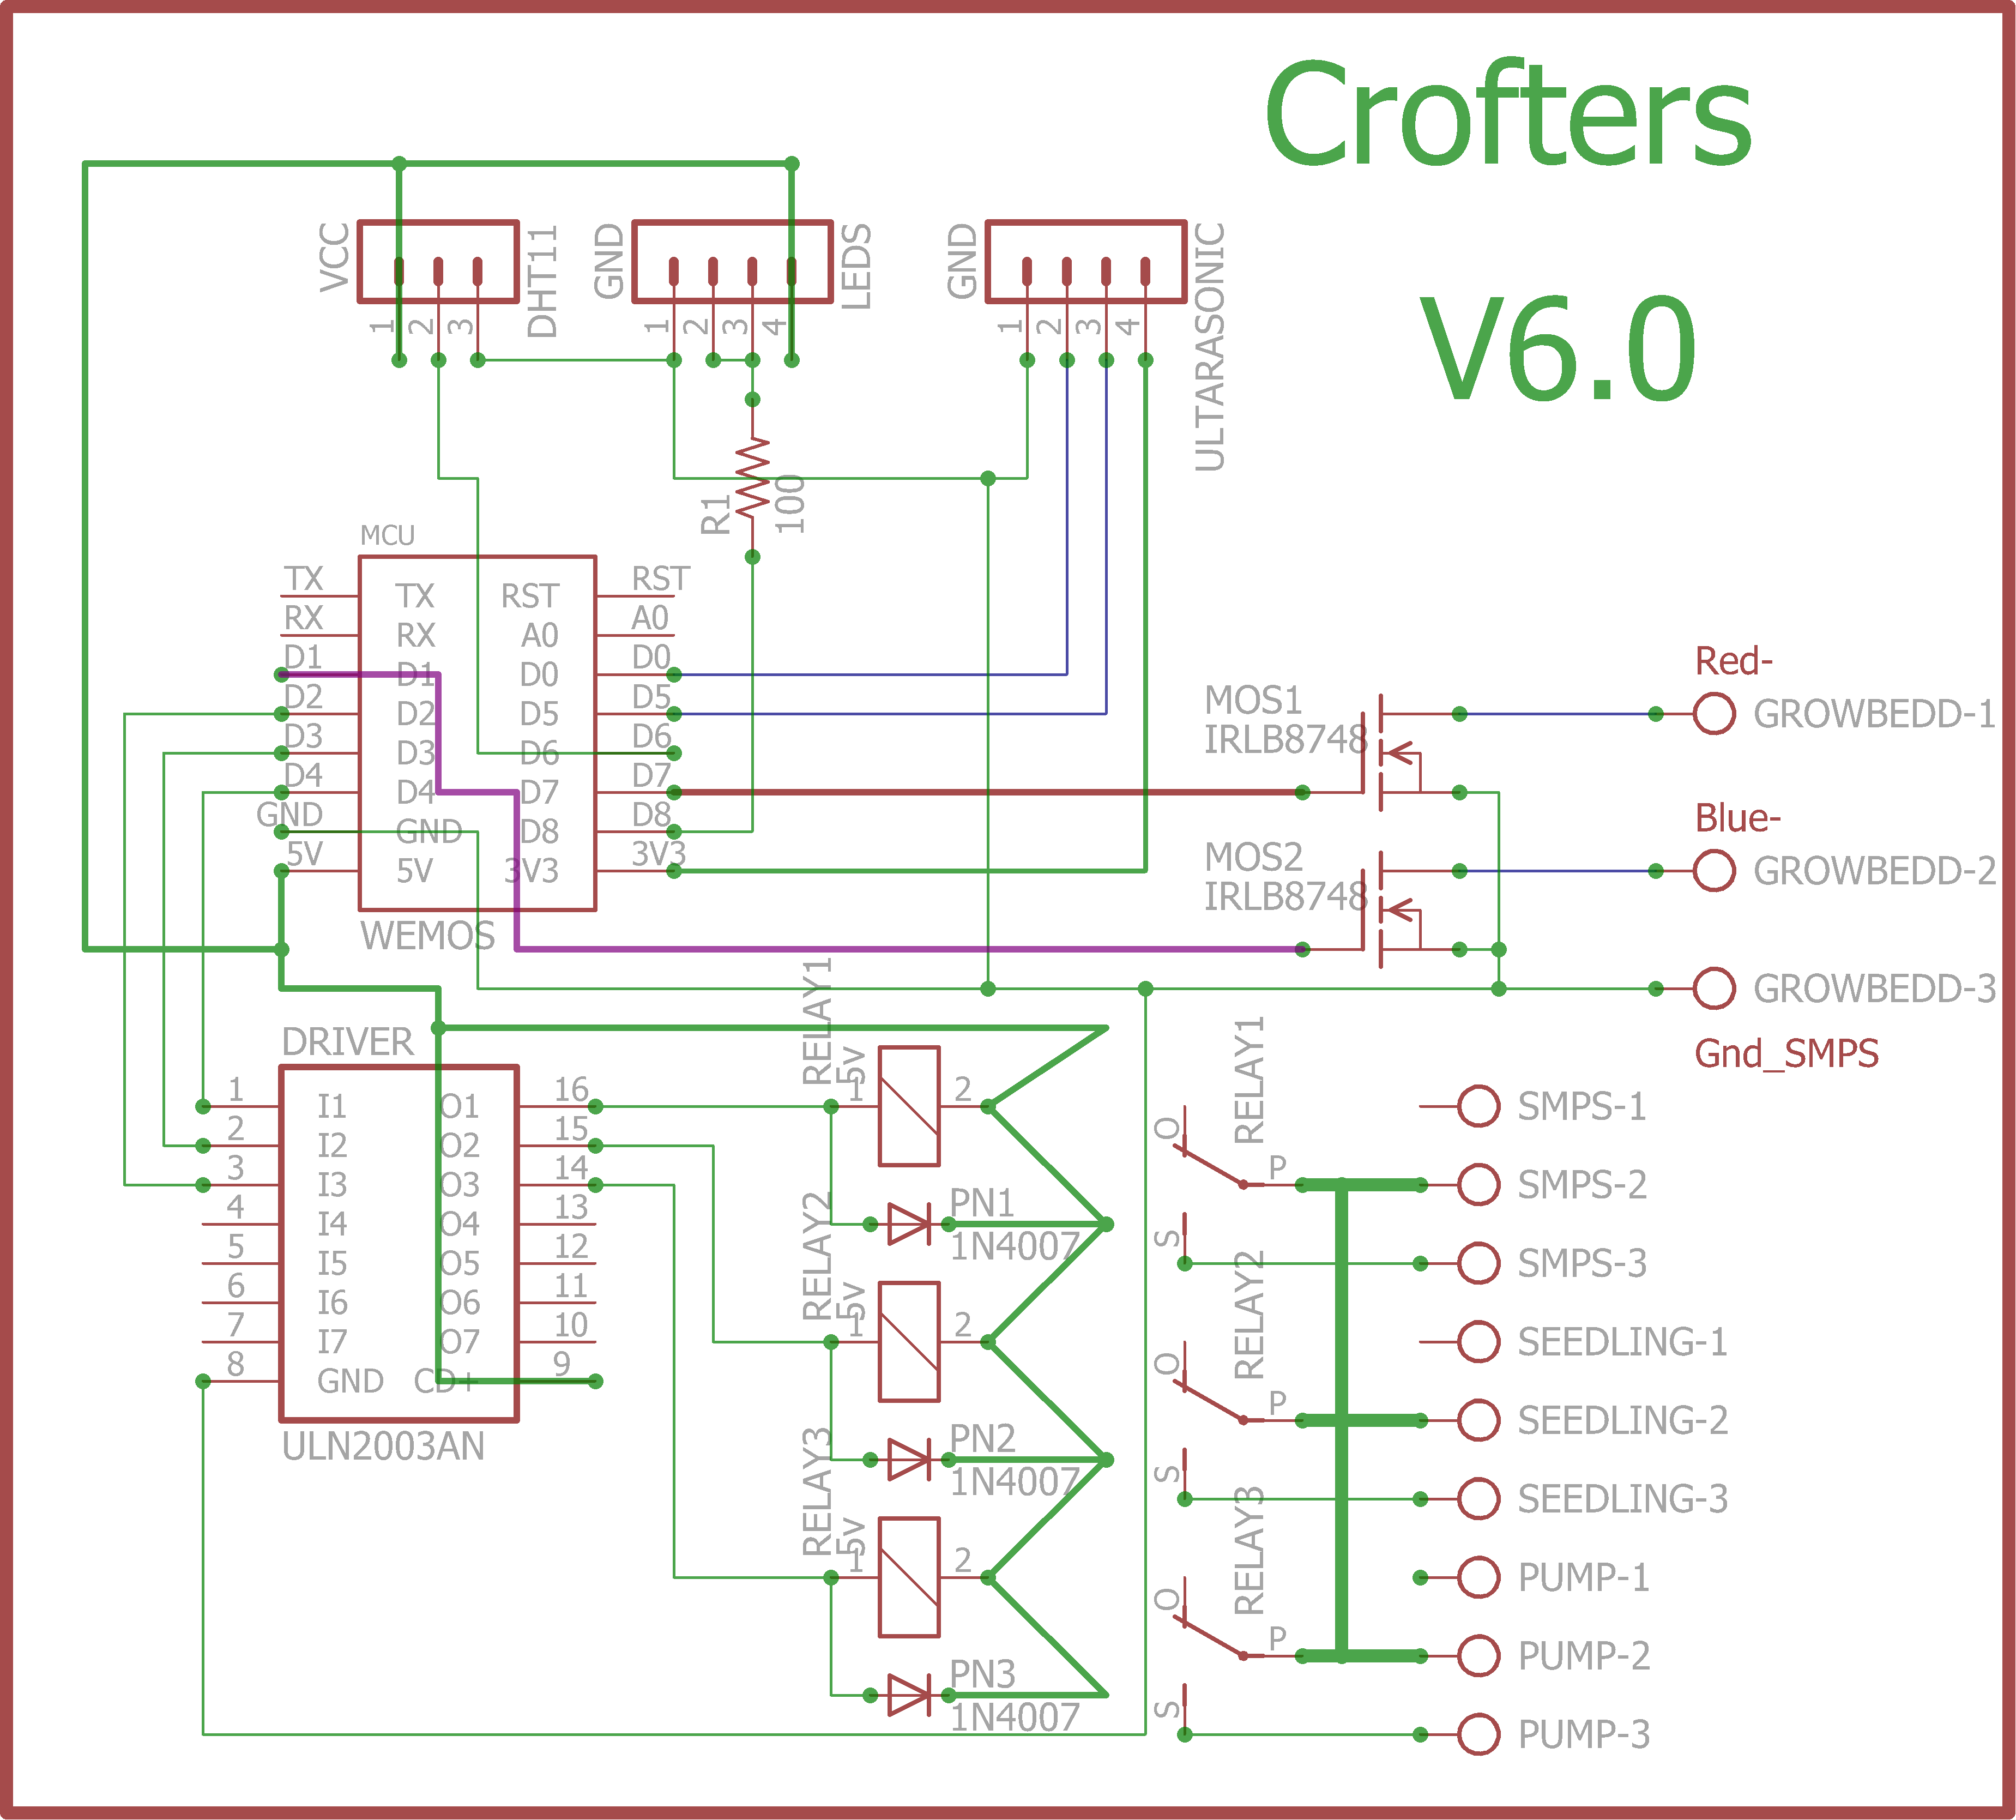 Crofters
V6.0
VCC
DHT11
1
2
3
GND
LEDS
1
2
3
4
GND
ULTARASONIC
1
2
3
4
R1
100
MCU
TX
TX
RST
RST
RX
RX
A0
A0
D1
D1
D0
D0
D2
D2
D5
D5
D3
D3
D6
D6
D4
D4
D7
D7
GND
GND
D8
D8
5V
5V
3V3
3V3
WEMOS
MOS1
IRLB8748
Red-
GROWBEDD-1
MOS2
IRLB8748
Blue-
GROWBEDD-2
GROWBEDD-3
Gnd_SMPS
DRIVER
1
I1
O1
16
2
I2
O2
15
3
I3
O3
14
4
I4
O4
13
5
I5
O5
12
6
I6
O6
11
7
I7
O7
10
8
GND
CD+
9
ULN2003AN
RELAY1
5v
1
2
PN1
1N4007
RELAY2
5v
1
2
PN2
1N4007
RELAY3
5v
1
2
PN3
1N4007
RELAY1
O
P
S
RELAY2
O
P
S
RELAY3
O
P
S
SMPS-1
SMPS-2
SMPS-3
SEEDLING-1
SEEDLING-2
SEEDLING-3
PUMP-1
PUMP-2
PUMP-3